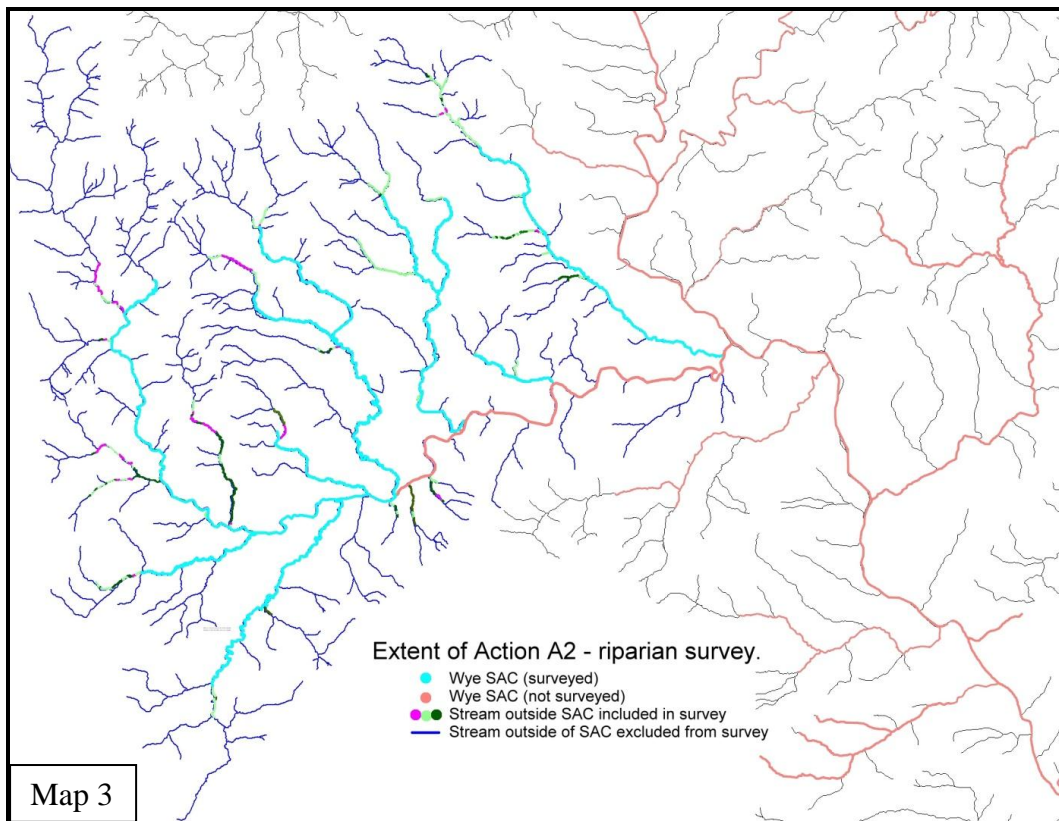 Extent of Action A2 - riparian survey.
Wye SAC (surveyed)
Wye SAC (not surveyed)
Stream outside SAC included in survey
Stream outside of SAC excluded from survey
Map 3